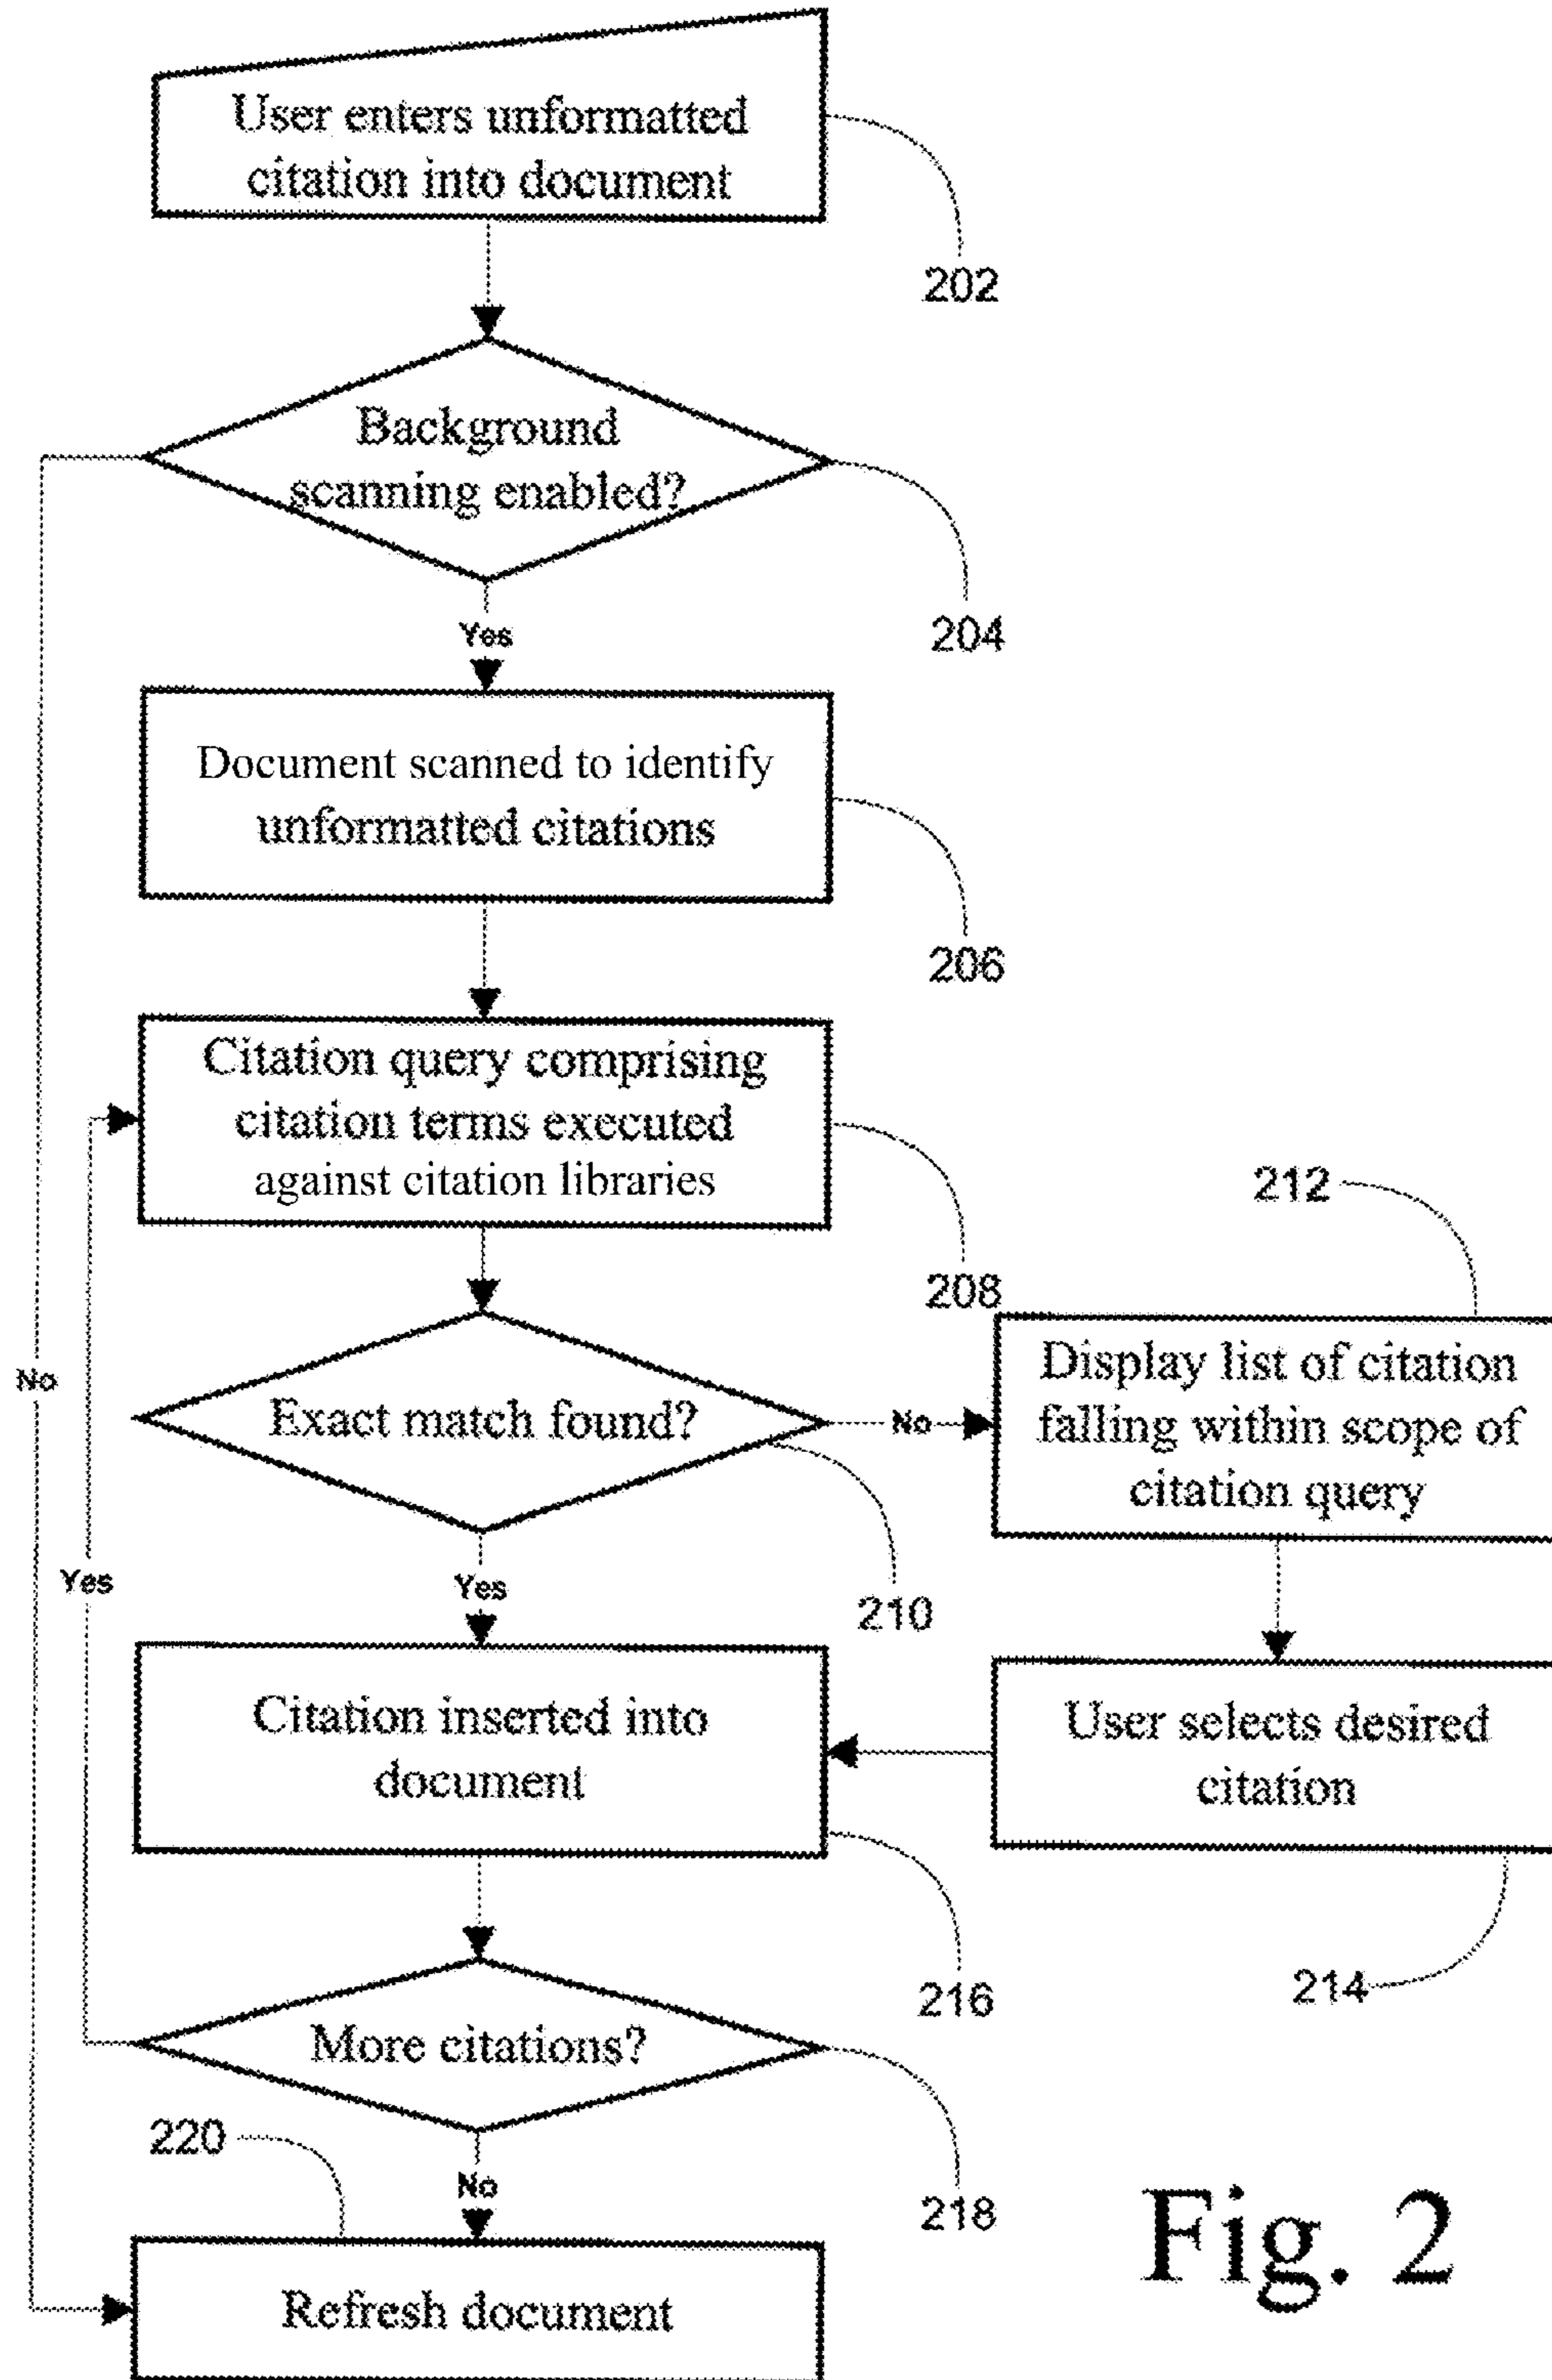 User enters unformatted
citation into document
202
Background
scanning enabled?
204
Yes
Document scanned to identify
unformatted citations
206
Citation query comprising
citation terms executed
against citation libraries
208
212
Exact match found?
No
Display list of citation
falling within scope of
citation query
No
Yes
Yes
210
Citation inserted into
document
User selects desired
citation
216
214
More citations?
220
No
218
Refresh document
Fig. 2